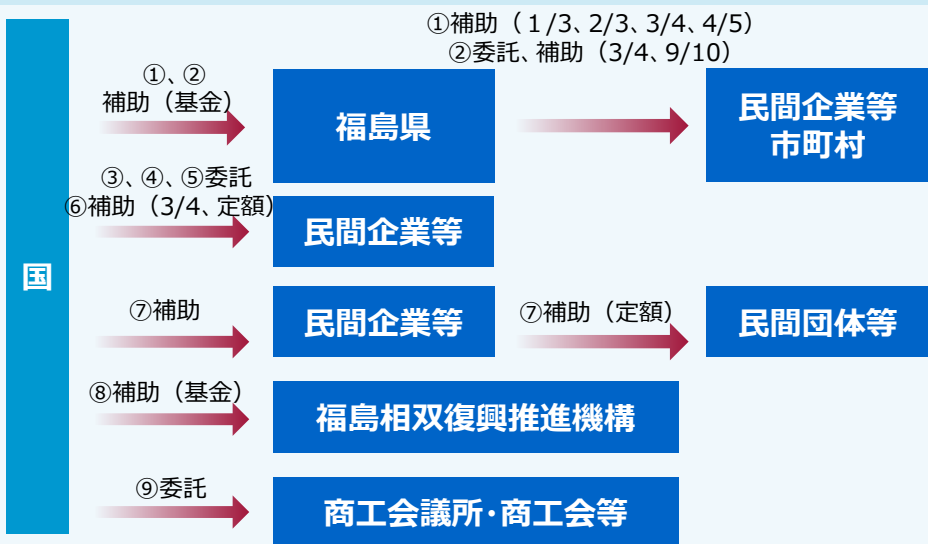 ①補助（１/3、2/3、3/4、4/5）
②委託、補助（3/4、9/10）
①、②
補助（基金）
福島県
民間企業等
市町村
③、④、⑤委託
⑥補助（3/4、定額）
民間企業等
国
⑦補助
民間企業等
⑦補助（定額）
民間団体等
⑧補助（基金）
福島相双復興推進機構
⑨委託
商工会議所・商工会等